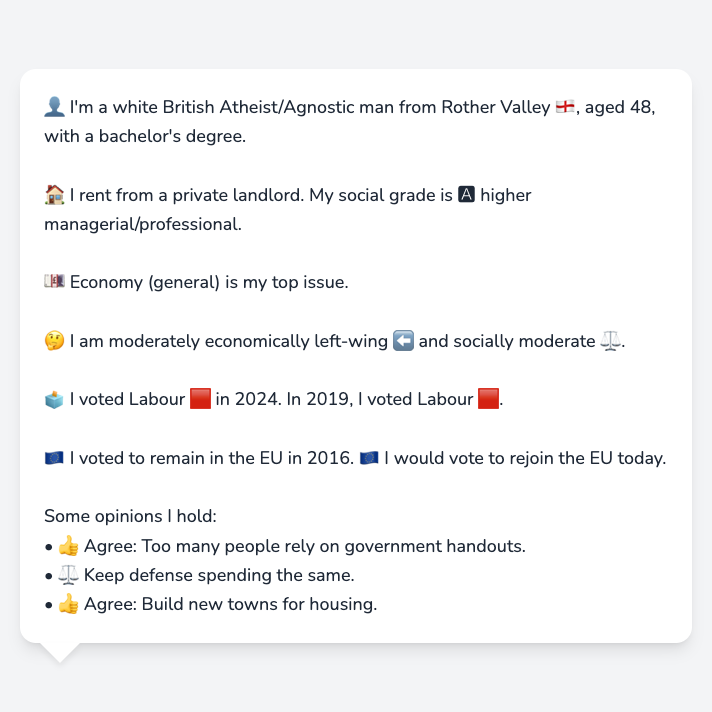 👤 I'm a white British Atheist/Agnostic man from Rother Valley 🏴󠁧󠁢󠁥󠁮󠁧󠁿, aged 48,
with a bachelor's degree.
🏠 I rent from a private landlord. My social grade is 🅰 higher
managerial/professional.
💷 Economy (general) is my top issue.
🤔 I am moderately economically left-wing ⬅️ and socially moderate ⚖️.
🗳️ I voted Labour 🟥 in 2024. In 2019, I voted Labour 🟥.
🇪🇺 I voted to remain in the EU in 2016. 🇪🇺 I would vote to rejoin the EU today.
Some opinions I hold:
• 👍 Agree: Too many people rely on government handouts.
• ⚖️ Keep defense spending the same.
• 👍 Agree: Build new towns for housing.